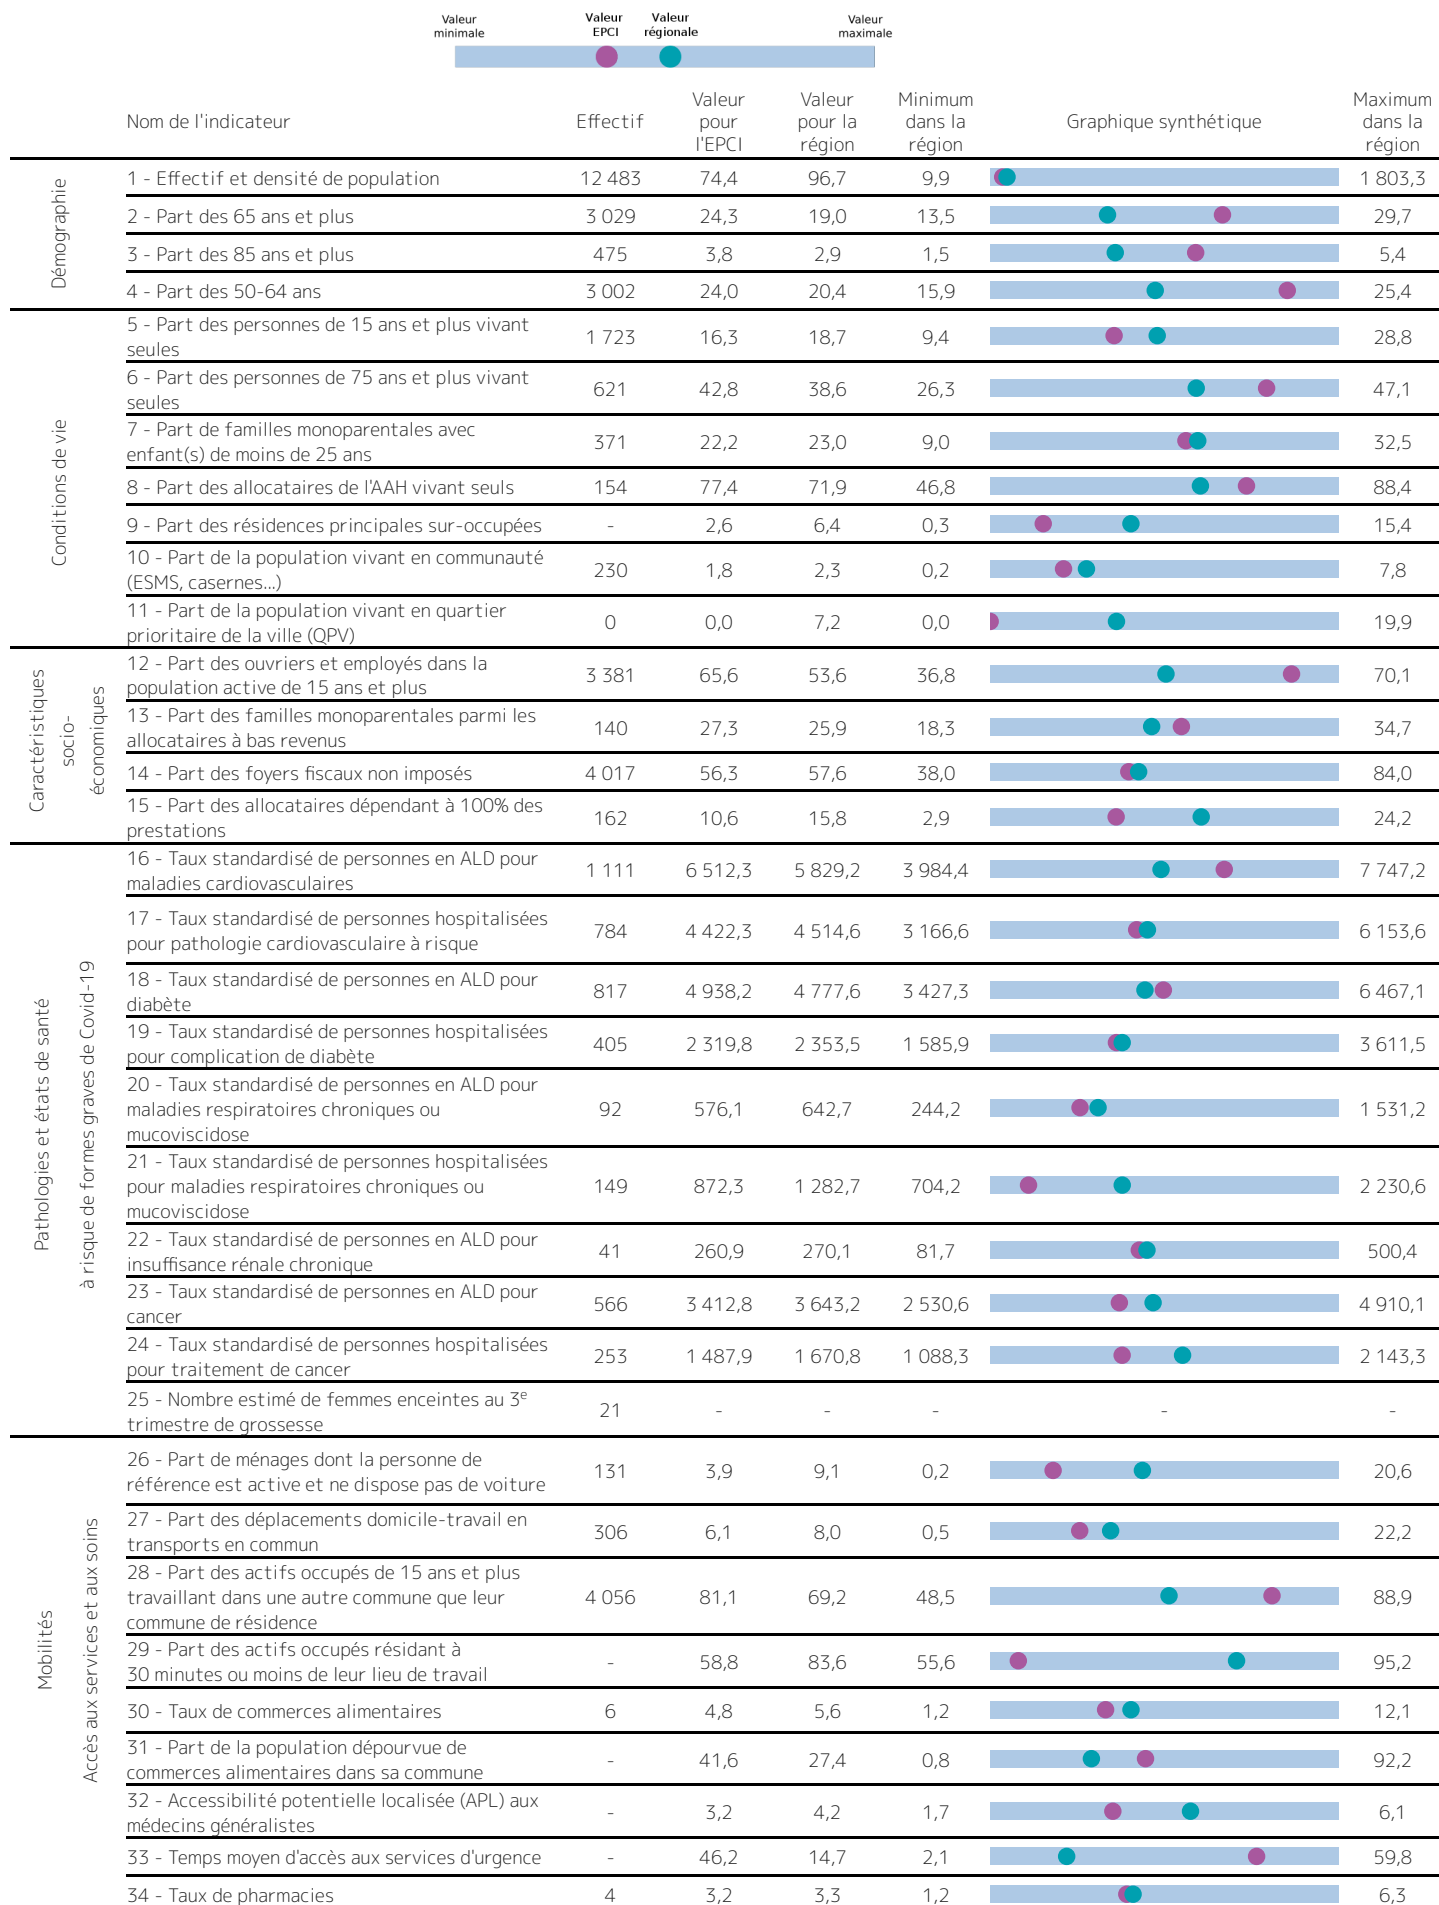 Valeur minimale
Valeur EPCI
Valeur régionale
Valeur maximale
Nom de l'indicateur Effectif Valeur pour l'EPCI Valeur pour la région Minimum dans la région Graphique synthétique Maximum dans la région
Démographie
1 - Effectif et densité de population 12 483 74,4 96,7 9,9 1 803,3
2 - Part des 65 ans et plus 3 029 24,3 19,0 13,5 29,7
3 - Part des 85 ans et plus 475 3,8 2,9 1,5 5,4
4 - Part des 50-64 ans 3 002 24,0 20,4 15,9 25,4
Conditions de vie
5 - Part des personnes de 15 ans et plus vivant
seules 1 723 16,3 18,7 9,4 28,8
6 - Part des personnes de 75 ans et plus vivant
seules 621 42,8 38,6 26,3 47,1
7 - Part de familles monoparentales avec
enfant(s) de moins de 25 ans 371 22,2 23,0 9,0 32,5
8 - Part des allocataires de l'AAH vivant seuls 154 77,4 71,9 46,8 88,4
9 - Part des résidences principales sur-occupées - 2,6 6,4 0,3 15,4
10 - Part de la population vivant en communauté
(ESMS, casernes...) 230 1,8 2,3 0,2 7,8
11 - Part de la population vivant en quartier
prioritaire de la ville (QPV) 0 0,0 7,2 0,0 19,9
Caractéristiques
socio-
économiques
12 - Part des ouvriers et employés dans la
population active de 15 ans et plus 3 381 65,6 53,6 36,8 70,1
13 - Part des familles monoparentales parmi les
allocataires à bas revenus 140 27,3 25,9 18,3 34,7
14 - Part des foyers fiscaux non imposés 4 017 56,3 57,6 38,0 84,0
15 - Part des allocataires dépendant à 100% des
prestations 162 10,6 15,8 2,9 24,2
Pathologies et états de santé
à risque de formes graves de Covid-19
16 - Taux standardisé de personnes en ALD pour
maladies cardiovasculaires 1 111 6 512,3 5 829,2 3 984,4 7 747,2
17 - Taux standardisé de personnes hospitalisées
pour pathologie cardiovasculaire à risque 784 4 422,3 4 514,6 3 166,6 6 153,6
18 - Taux standardisé de personnes en ALD pour
diabète 817 4 938,2 4 777,6 3 427,3 6 467,1
19 - Taux standardisé de personnes hospitalisées
pour complication de diabète 405 2 319,8 2 353,5 1 585,9 3 611,5
20 - Taux standardisé de personnes en ALD pour
maladies respiratoires chroniques ou
mucoviscidose 92 576,1 642,7 244,2 1 531,2
21 - Taux standardisé de personnes hospitalisées
pour maladies respiratoires chroniques ou
mucoviscidose 149 872,3 1 282,7 704,2 2 230,6
22 - Taux standardisé de personnes en ALD pour
insuffisance rénale chronique 41 260,9 270,1 81,7 500,4
23 - Taux standardisé de personnes en ALD pour
cancer 566 3 412,8 3 643,2 2 530,6 4 910,1
24 - Taux standardisé de personnes hospitalisées
pour traitement de cancer 253 1 487,9 1 670,8 1 088,3 2 143,3
25 - Nombre estimé de femmes enceintes au 3e
trimestre de grossesse 21 - - - - -
Mobilités
Accès aux services et aux soins
26 - Part de ménages dont la personne de
référence est active et ne dispose pas de voiture 131 3,9 9,1 0,2 20,6
27 - Part des déplacements domicile-travail en
transports en commun 306 6,1 8,0 0,5 22,2
28 - Part des actifs occupés de 15 ans et plus
travaillant dans une autre commune que leur
commune de résidence 4 056 81,1 69,2 48,5 88,9
29 - Part des actifs occupés résidant à
30 minutes ou moins de leur lieu de travail - 58,8 83,6 55,6 95,2
30 - Taux de commerces alimentaires 6 4,8 5,6 1,2 12,1
31 - Part de la population dépourvue de
commerces alimentaires dans sa commune - 41,6 27,4 0,8 92,2
32 - Accessibilité potentielle localisée (APL) aux
médecins généralistes - 3,2 4,2 1,7 6,1
33 - Temps moyen d'accès aux services d'urgence - 46,2 14,7 2,1 59,8
34 - Taux de pharmacies 4 3,2 3,3 1,2 6,3